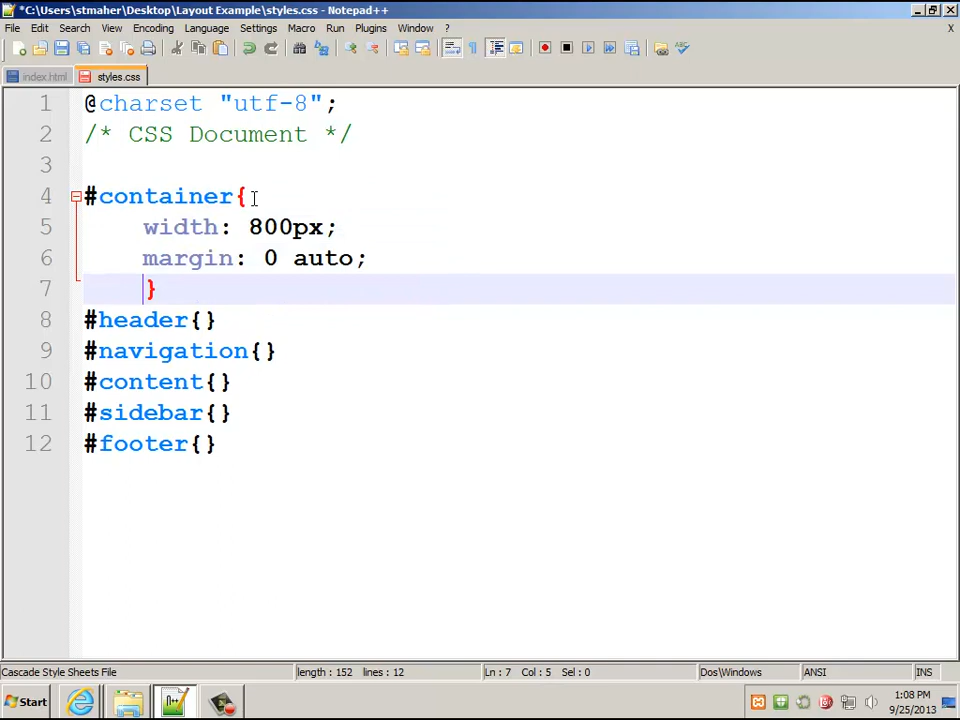 *C:\Users\stmaher\Desktop\Layout Example\styles.css - Notepad++
File Edit Search View Encoding Language Settings Macro Run Plugins Window ? X
index.html styles.css
1 @charset "utf-8";
2 /* CSS Document */
3
4 #container{
5 width: 800px;
6 margin: 0 auto;
7 }
8 #header{}
9 #navigation{}
10 #content{}
11 #sidebar{}
12 #footer{}
Cascade Style Sheets File length : 152 lines : 12 Ln : 7 Col : 5 Sel : 0 Dos\Windows ANSI INS
Start 1:08 PM
9/25/2013